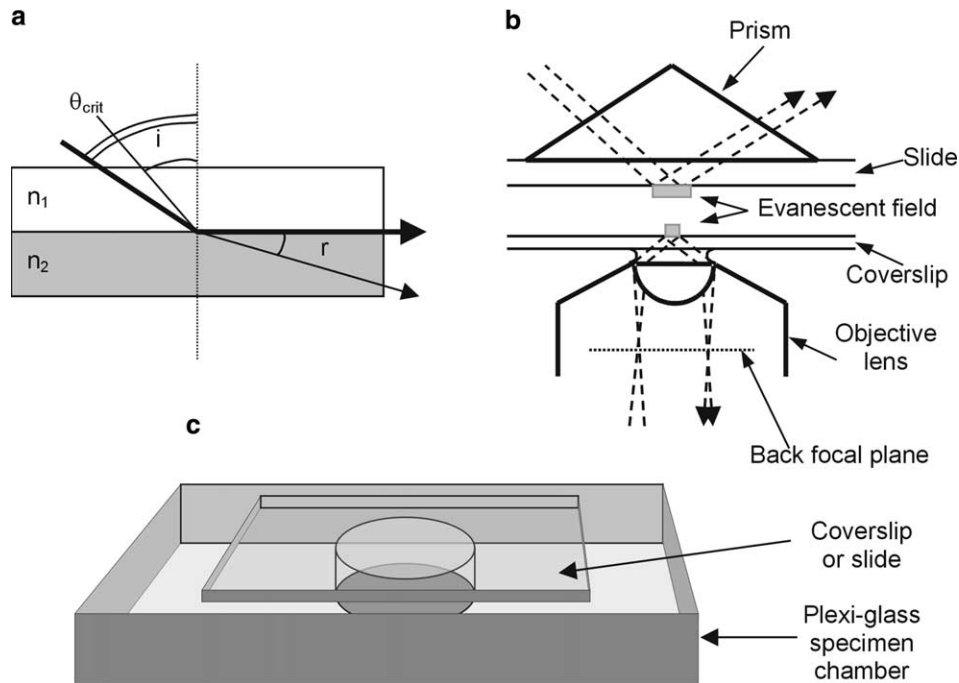 a
θcrit
i
n1
n2
r
b
Prism
Slide
Evanescent field
Coverslip
Objective
lens
Back focal plane
c
Coverslip
or slide
Plexi-glass
specimen
chamber